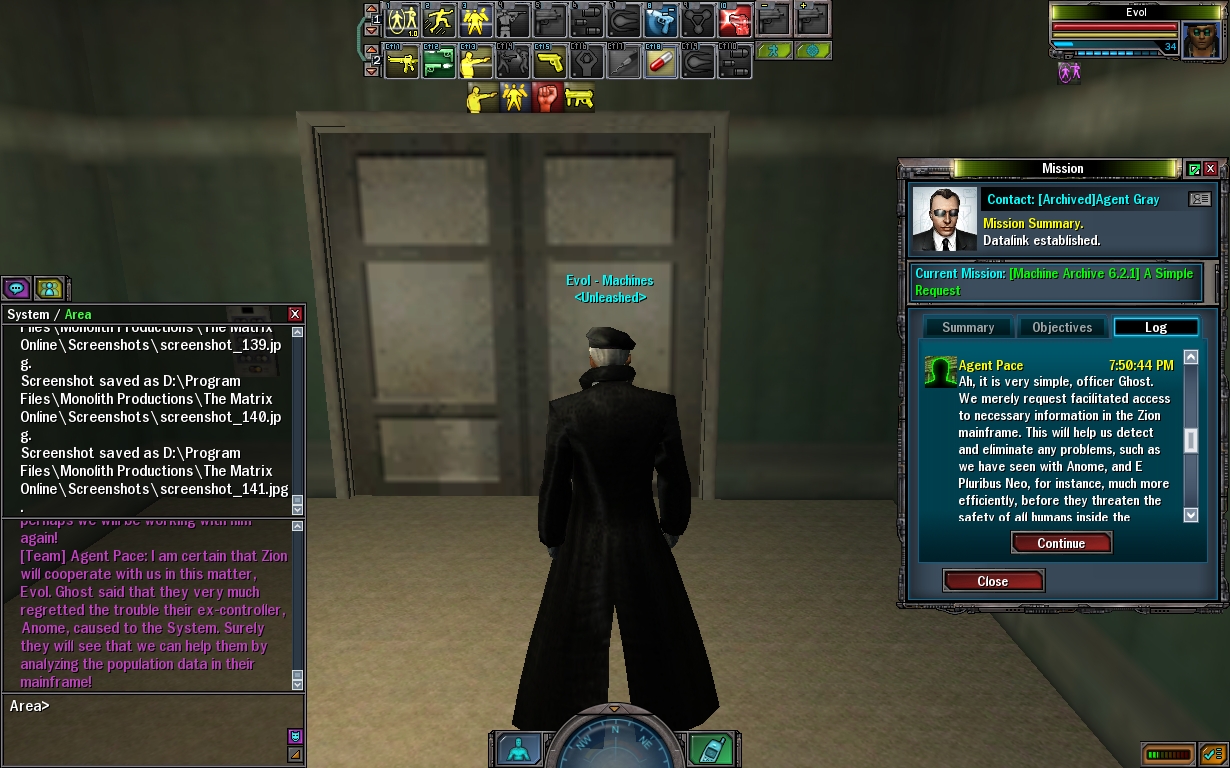 Evol
34
1.0
Mission
Contact: [Archived]Agent Gray
Mission Summary.
Datalink established.
Current Mission: [Machine Archive 6.2.1] A Simple
Request
Summary
Objectives
Log
Agent Pace
7:50:44 PM
Ah, it is very simple, officer Ghost.
We merely request facilitated access
to necessary information in the Zion
mainframe. This will help us detect
and eliminate any problems, such as
we have seen with Anome, and E
Pluribus Neo, for instance, much more
efficiently, before they threaten the
safety of all humans inside the
Continue
Close
Evol - Machines
<Unleashed>
System / Area
Files\Monolith Productions\The Matrix
Online\Screenshots\screenshot_139.jp
g.
Screenshot saved as D:\Program
Files\Monolith Productions\The Matrix
Online\Screenshots\screenshot_140.jp
g.
Screenshot saved as D:\Program
Files\Monolith Productions\The Matrix
Online\Screenshots\screenshot_141.jpg
.
perhaps we will be working with him
again!
[Team] Agent Pace: I am certain that Zion
will cooperate with us in this matter,
Evol. Ghost said that they very much
regretted the trouble their ex-controller,
Anome, caused to the System. Surely
they will see that we can help them by
analyzing the population data in their
mainframe!
Area>
NW
N
NE